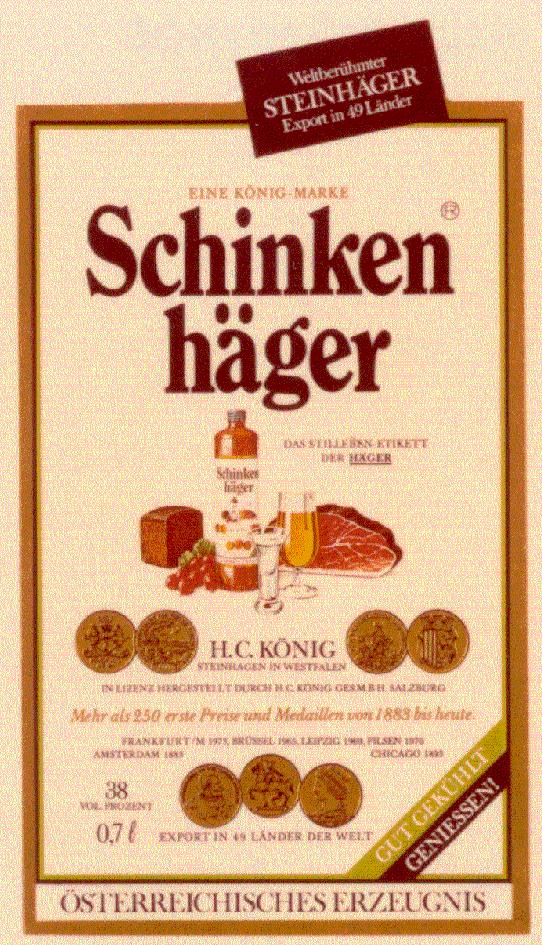 Weltberühmter
STEINHÄGER
Export in 49 Länder
EINE KÖNIG-MARKE
Schinken ®
häger
DAS STILLEBEN-ETIKETT
DER HÄGER
Schinken
häger
H.C. KÖNIG
STEINHAGEN IN WESTFALEN
IN LIZENZ HERGESTELLT DURCH H.C. KÖNIG GES.M.B.H. SALZBURG
Mehr als 250 erste Preise und Medaillen von 1883 bis heute.
FRANKFURT/M 1973, BRÜSSEL 1965, LEIPZIG 1969, PILSEN 1970
AMSTERDAM 1883 CHICAGO 1893
38
VOL. PROZENT
0,7 ℓ EXPORT IN 49 LÄNDER DER WELT
GUT GEKÜHLT
GENIESSEN!
ÖSTERREICHISCHES ERZEUGNIS